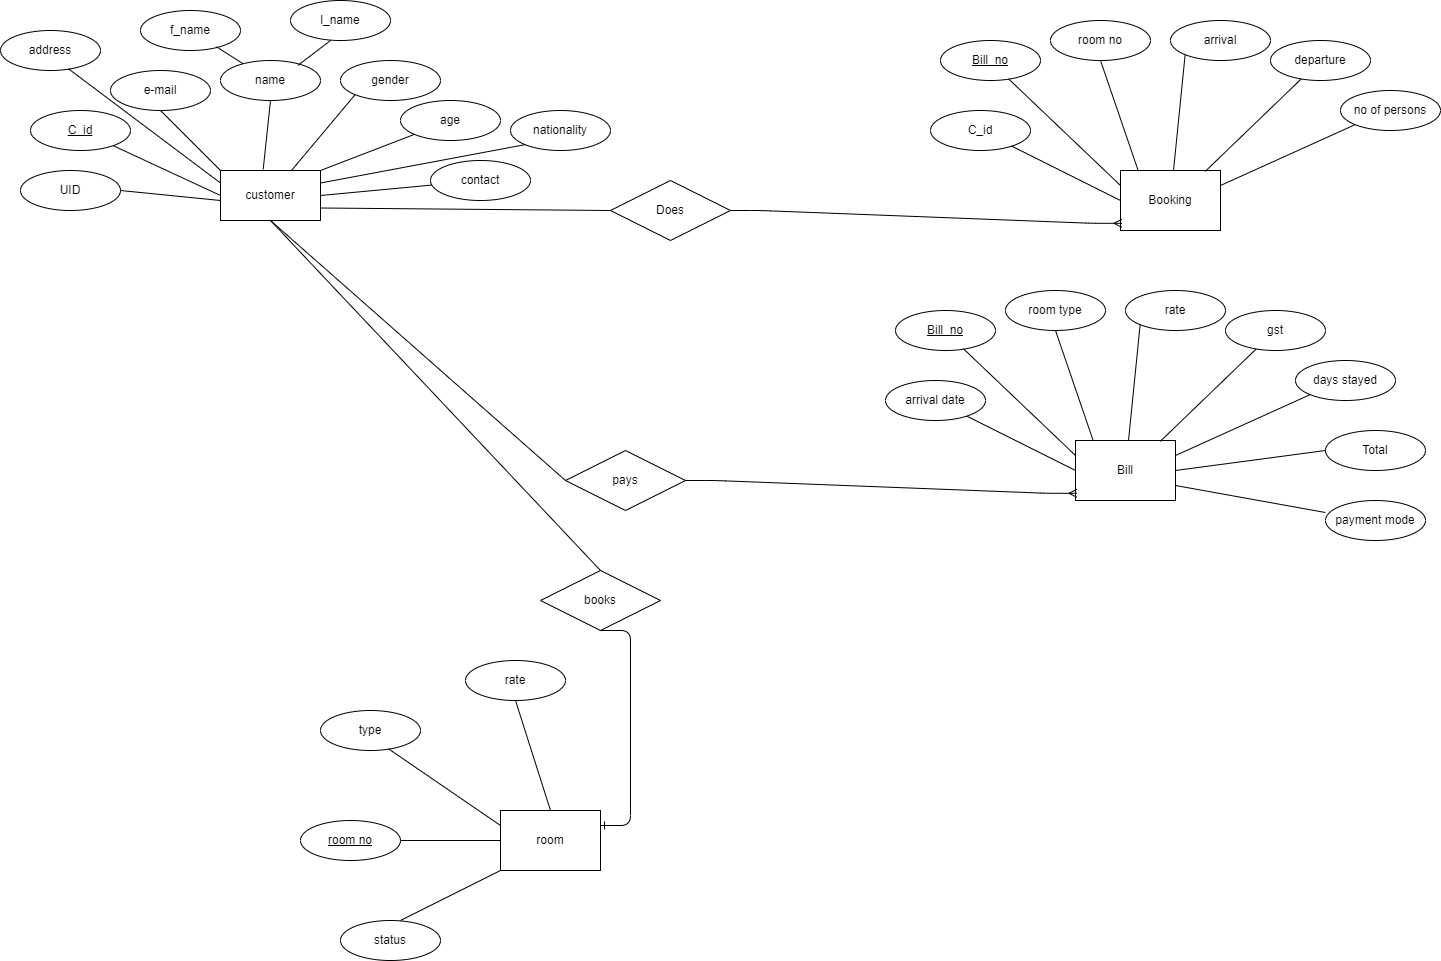 l_name
f_name
address
name
gender
e-mail
age
nationality
C_id
contact
UID
customer
Does
room no
arrival
Bill_no
departure
no of persons
C_id
Booking
room type
rate
Bill_no
gst
days stayed
arrival date
Total
Bill
pays
payment mode
books
rate
type
room no
room
status